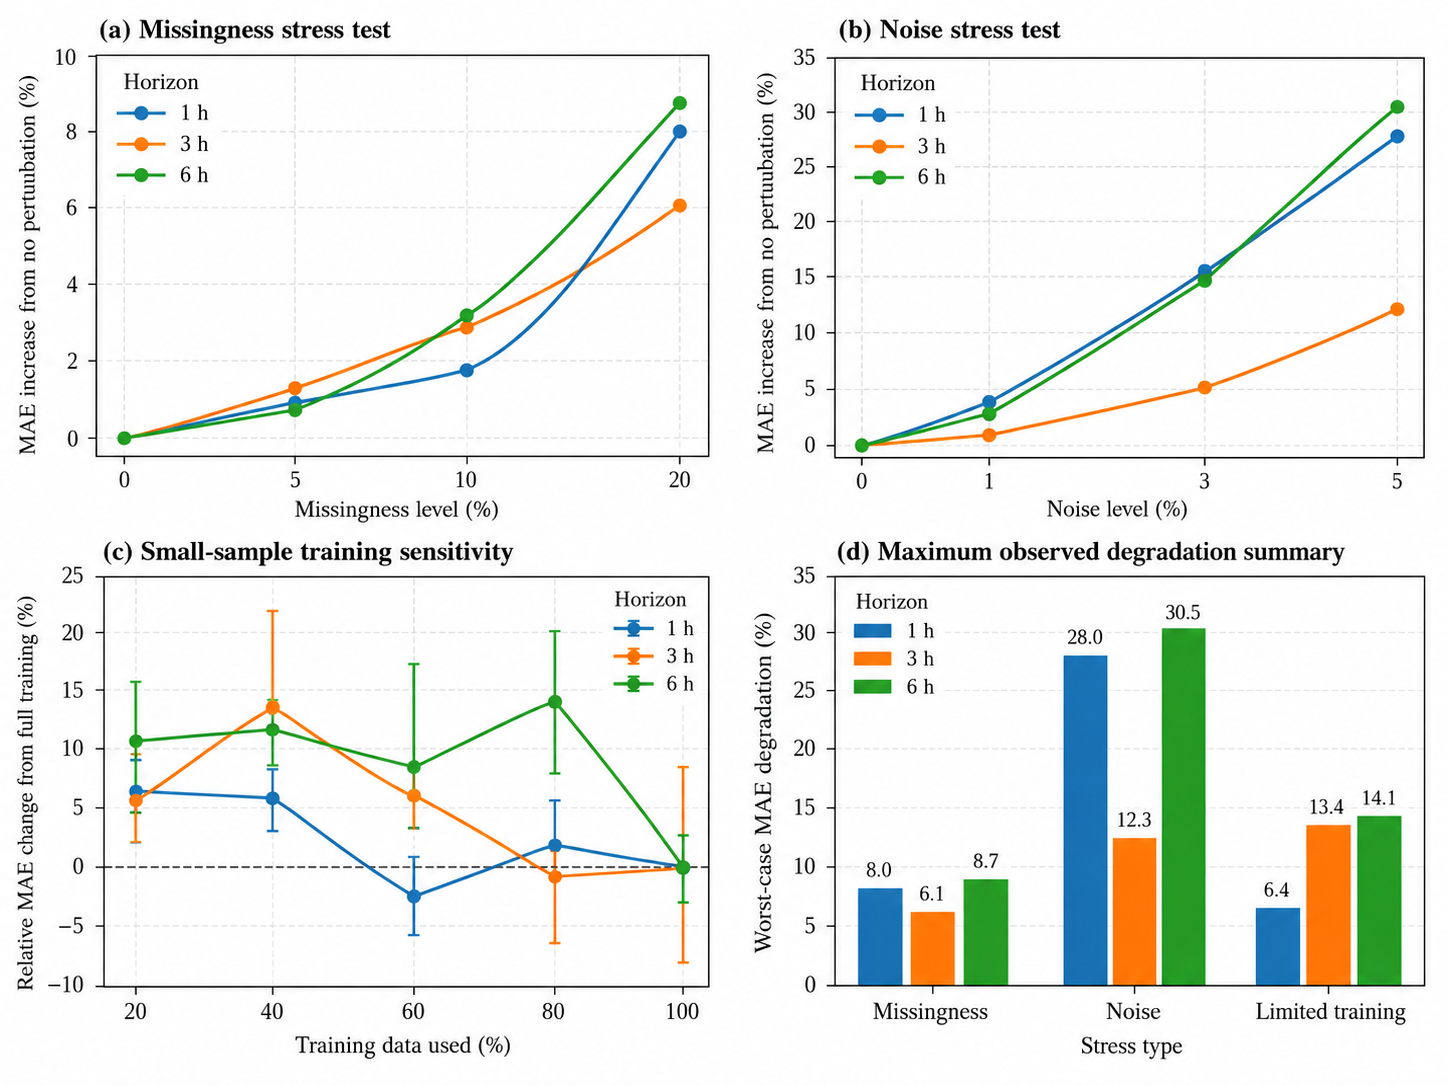 (a) Missingness stress test
MAE increase from no pertuubation (%)
10
8
6
4
2
0
Horizon
1 h
3 h
6 h
0 5 10 20
Missingness level (%)
(b) Noise stress test
MAE increase from no pertuubation (%)
35
30
25
20
15
10
5
0
Horizon
1 h
3 h
6 h
0 1 3 5
Noise level (%)
(c) Small-sample training sensitivity
Relative MAE change from full training (%)
25
20
15
10
5
0
−5
−10
Horizon
1 h
3 h
6 h
20 40 60 80 100
Training data used (%)
(d) Maximum observed degradation summary
Worst-case MAE degradation (%)
35
30
25
20
15
10
5
0
Horizon
1 h
3 h
6 h
8.0 6.1 8.7
28.0 12.3 30.5
6.4 13.4 14.1
Missingness Noise Limited training
Stress type